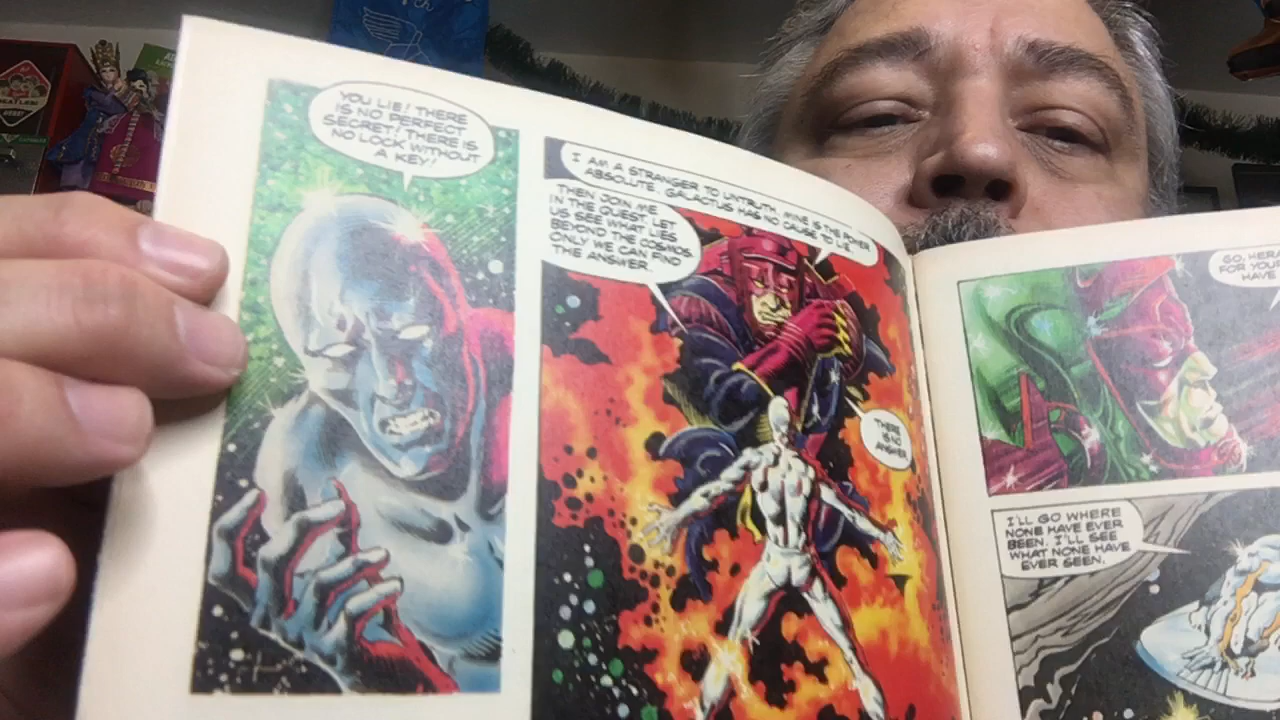 YOU LIE! THERE
IS NO PERFECT
SECRET! THERE IS
NO LOCK WITHOUT
A KEY!
I AM A STRANGER TO UNTRUTH. MINE IS THE POWER
ABSOLUTE. GALACTUS HAS NO CAUSE TO LIE.
THEN JOIN ME
IN THE QUEST. LET
US SEE WHAT LIES
BEYOND THE COSMOS.
ONLY WE CAN FIND
THE ANSWER.
THERE
IS NO
ANSWER.
GO, HERA
FOR YOUR
HAVE
I'LL GO WHERE
NONE HAVE EVER
BEEN. I'LL SEE
WHAT NONE HAVE
EVER SEEN.